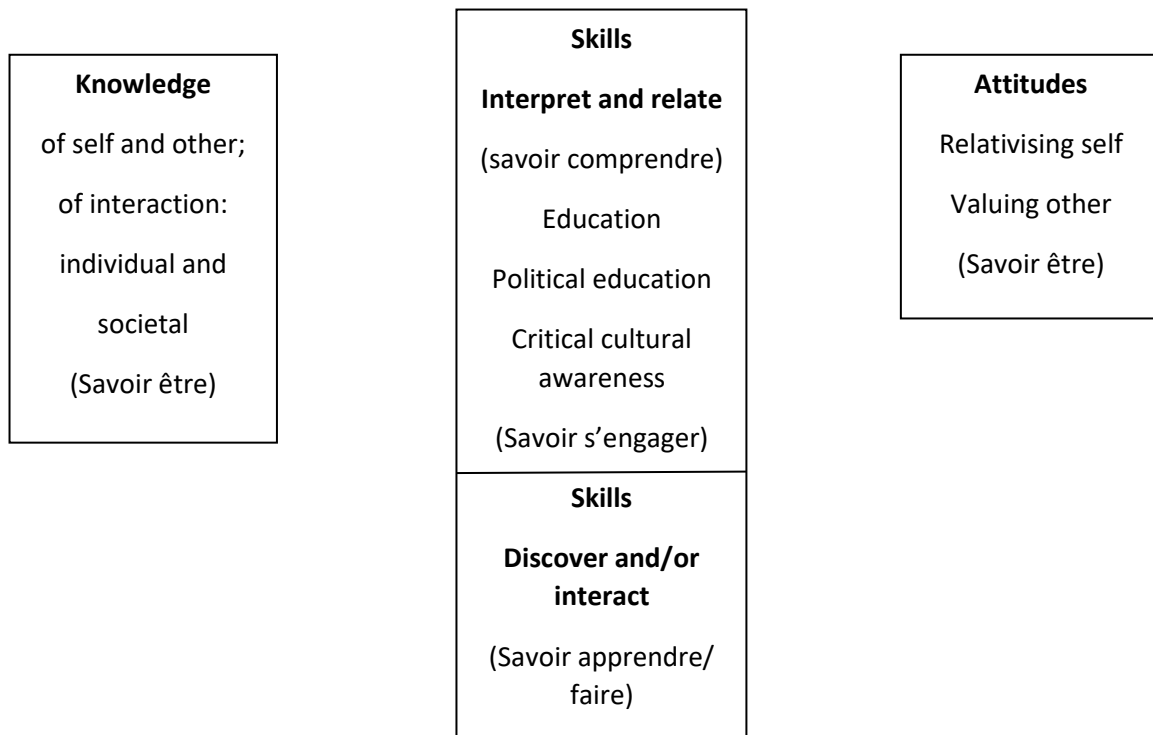 Knowledge
of self and other;
of interaction:
individual and
societal
(Savoir être)
Skills
Interpret and relate
(savoir comprendre)
Education
Political education
Critical cultural
awareness
(Savoir s’engager)
Skills
Discover and/or
interact
(Savoir apprendre/
faire)
Attitudes
Relativising self
Valuing other
(Savoir être)